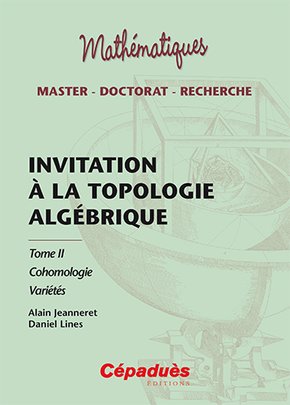 Mathématiques
MASTER - DOCTORAT - RECHERCHE
INVITATION
À LA TOPOLOGIE
ALGÉBRIQUE
Tome II
Cohomologie
Variétés
Alain Jeanneret
Daniel Lines
Cépaduès
ÉDITIONS